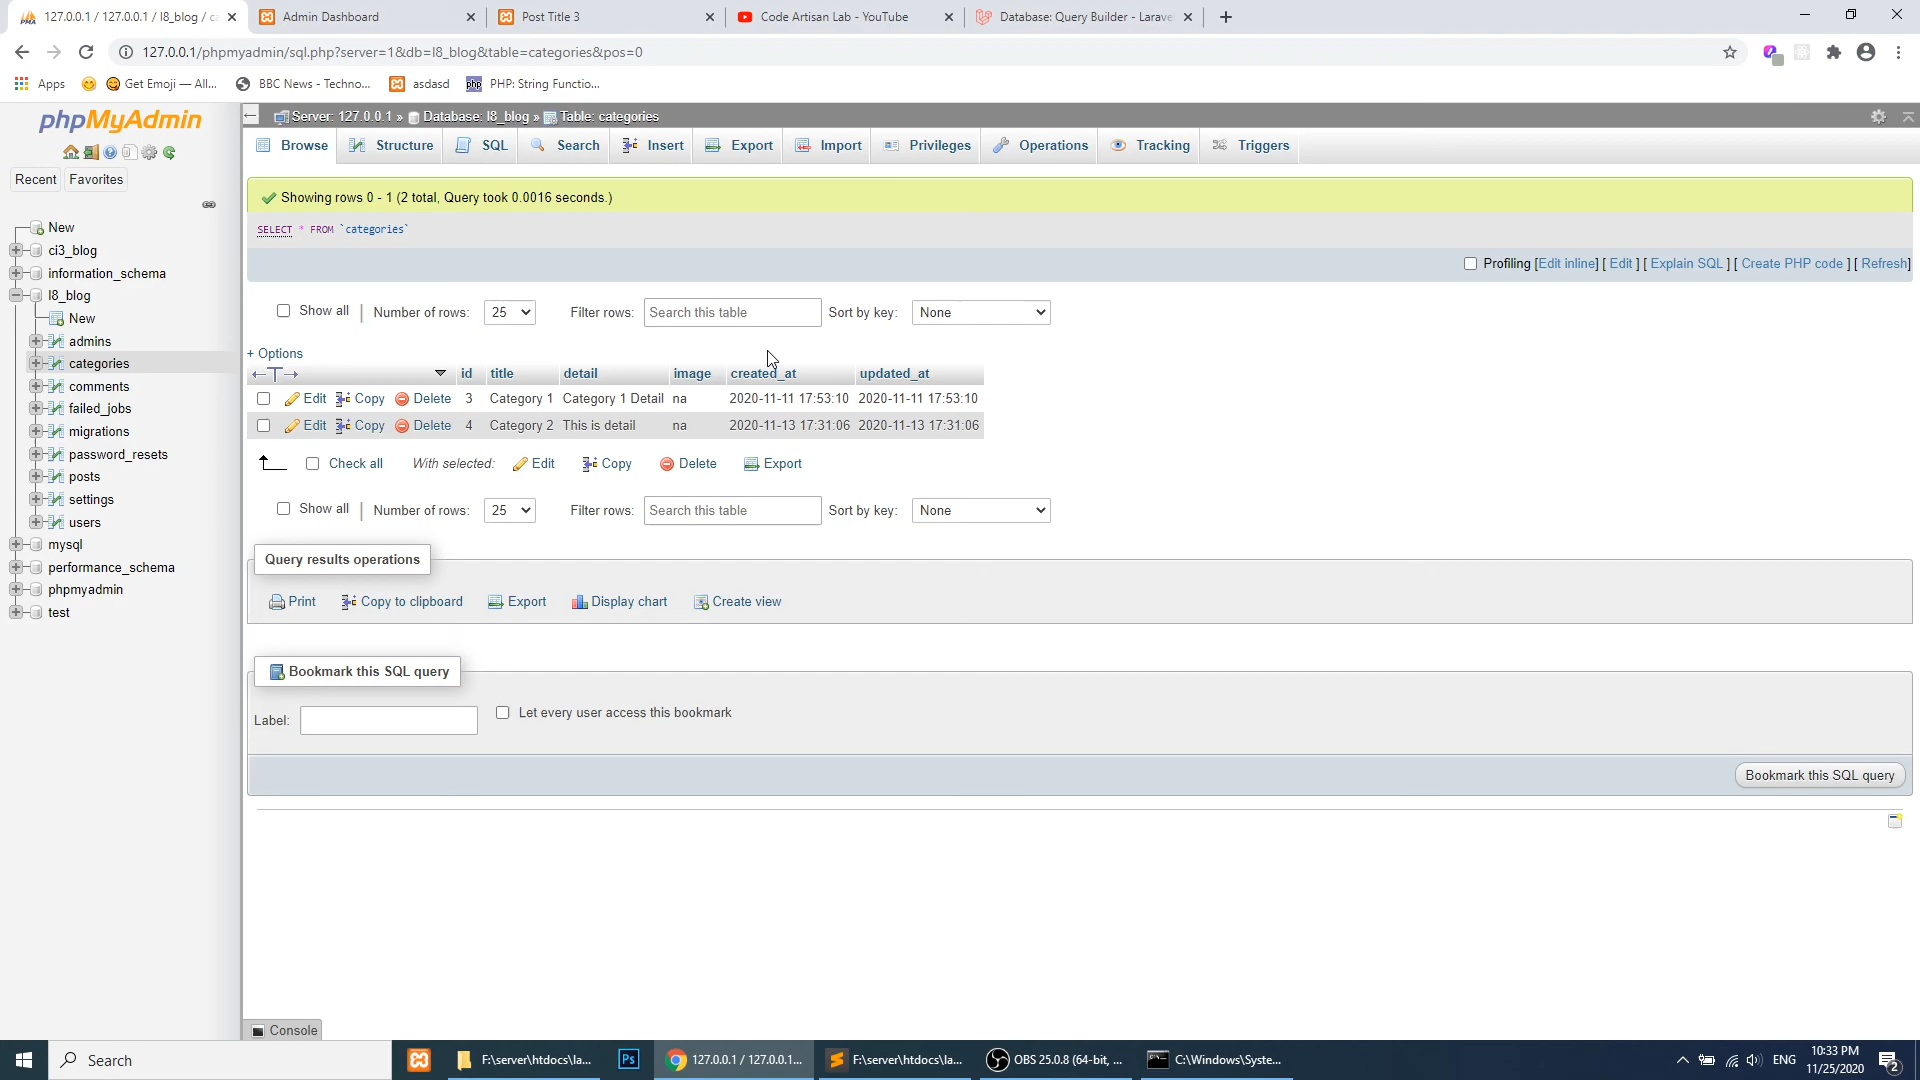 127.0.0.1 / 127.0.0.1 / l8_blog / ca
Admin Dashboard
Post Title 3
Code Artisan Lab - YouTube
Database: Query Builder - Larave
127.0.0.1/phpmyadmin/sql.php?server=1&db=l8_blog&table=categories&pos=0
Apps
Get Emoji — All...
BBC News - Techno...
asdasd
php
PHP: String Functio...
phpMyAdmin
Recent
Favorites
New
ci3_blog
information_schema
l8_blog
New
admins
categories
comments
failed_jobs
migrations
password_resets
posts
settings
users
mysql
performance_schema
phpmyadmin
test
Server: 127.0.0.1 » Database: l8_blog » Table: categories
Browse
Structure
SQL
Search
Insert
Export
Import
Privileges
Operations
Tracking
Triggers
Showing rows 0 - 1 (2 total, Query took 0.0016 seconds.)
SELECT * FROM `categories`
Profiling [Edit inline] [ Edit ] [ Explain SQL ] [ Create PHP code ] [ Refresh]
Show all | Number of rows: 25 Filter rows: Search this table Sort by key: None
+ Options
←T→ id title detail image created_at updated_at
Edit Copy Delete 3 Category 1 Category 1 Detail na 2020-11-11 17:53:10 2020-11-11 17:53:10
Edit Copy Delete 4 Category 2 This is detail na 2020-11-13 17:31:06 2020-11-13 17:31:06
Check all With selected: Edit Copy Delete Export
Show all | Number of rows: 25 Filter rows: Search this table Sort by key: None
Query results operations
Print Copy to clipboard Export Display chart Create view
Bookmark this SQL query
Label: Let every user access this bookmark
Bookmark this SQL query
Console
Search
F:\server\htdocs\la...
Ps
127.0.0.1 / 127.0.0.1...
F:\server\htdocs\la...
OBS 25.0.8 (64-bit, ...
C:\Windows\Syste...
ENG
10:33 PM
11/25/2020
2